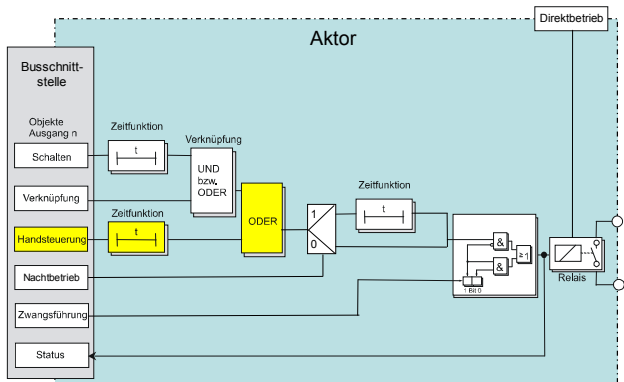 Direktbetrieb
Aktor
Busschnitt-
stelle
Objekte
Ausgang n
Zeitfunktion
Verknüpfung
Schalten
t
UND
bzw.
ODER
Verknüpfung
Zeitfunktion
Zeitfunktion
Handsteuerung
t
ODER
1
0
t
&
&
≥1
1 Bit 0
Relais
Nachtbetrieb
Zwangsführung
Status